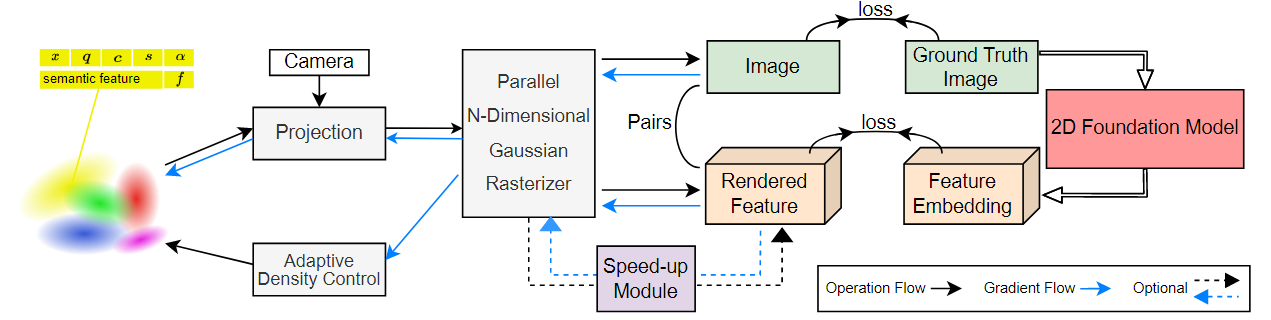 x q c s α
semantic feature f
Camera
Projection
Adaptive
Density Control
Parallel
N-Dimensional
Gaussian
Rasterizer
loss
Image
Ground Truth
Image
Pairs
loss
2D Foundation Model
Rendered
Feature
Feature
Embedding
Speed-up
Module
Operation Flow
Gradient Flow
Optional